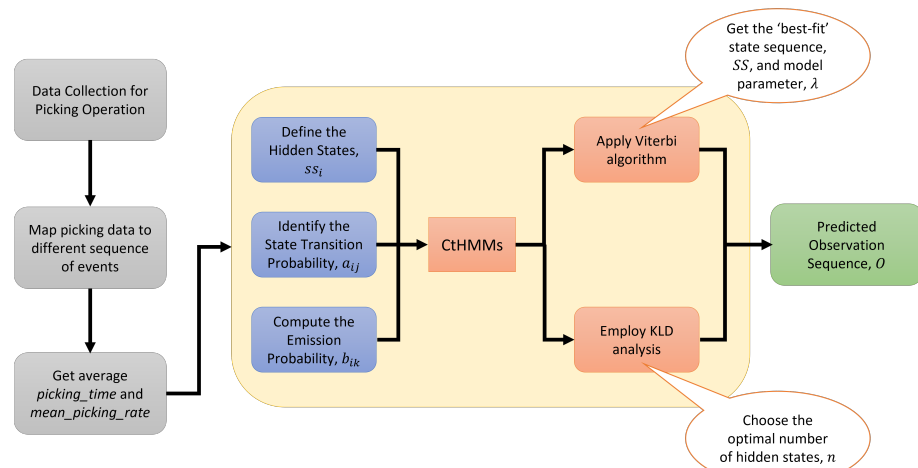 Data Collection for
Picking Operation
Map picking data to
different sequence
of events
Get average
picking_time and
mean_picking_rate
Define the
Hidden States,
ss_i
Identify the
State Transition
Probability, a_ij
Compute the
Emission
Probability, b_ik
CtHMMs
Get the ‘best-fit’
state sequence,
SS, and model
parameter, λ
Apply Viterbi
algorithm
Employ KLD
analysis
Choose the
optimal number
of hidden states, n
Predicted
Observation
Sequence, O